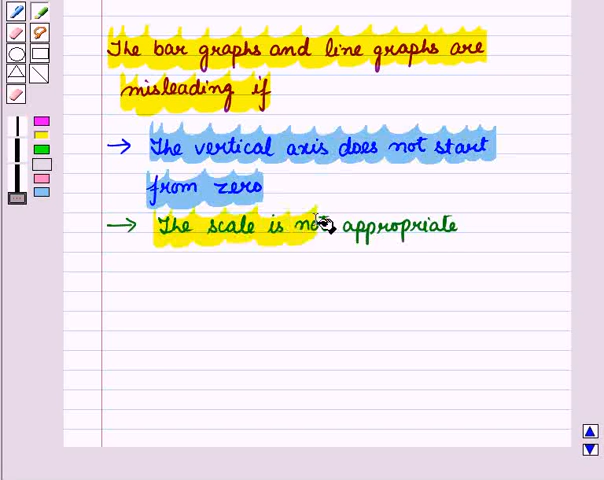 The bar graphs and line graphs are
misleading if
→ The vertical axis does not start
from zero
→ The scale is not appropriate